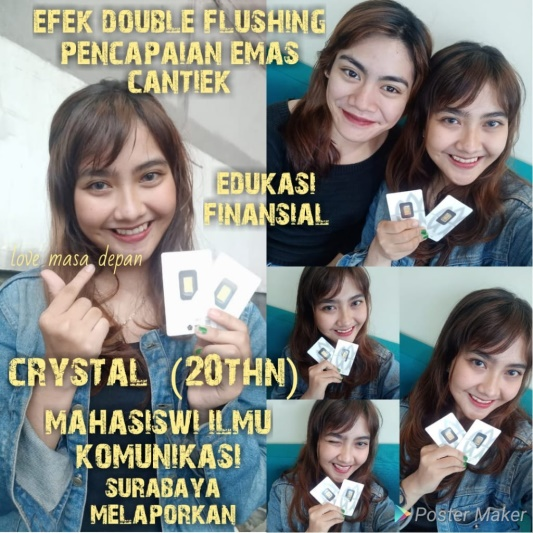 EFEK DOUBLE FLUSHING
PENCAPAIAN EMAS
CANTIEK
EDUKASI
FINANSIAL
love masa depan
CRYSTAL (20THN)
MAHASISWI ILMU
KOMUNIKASI
SURABAYA
MELAPORKAN
Poster Maker